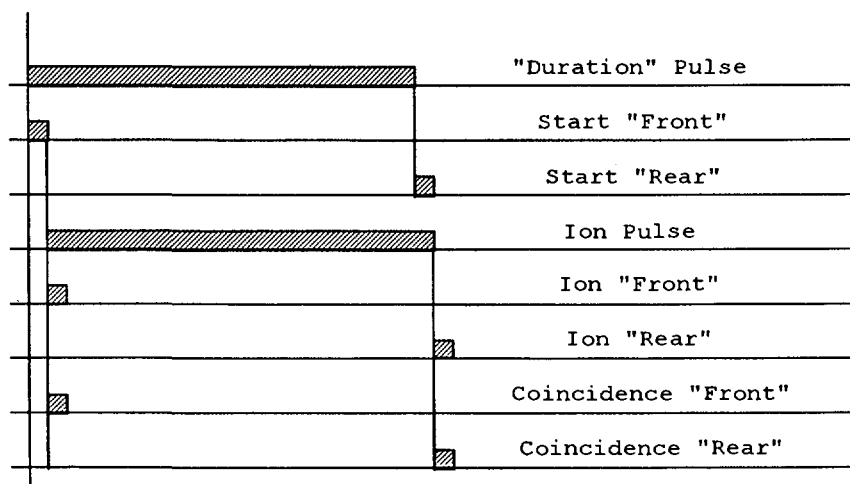 "Duration" Pulse
Start "Front"
Start "Rear"
Ion Pulse
Ion "Front"
Ion "Rear"
Coincidence "Front"
Coincidence "Rear"